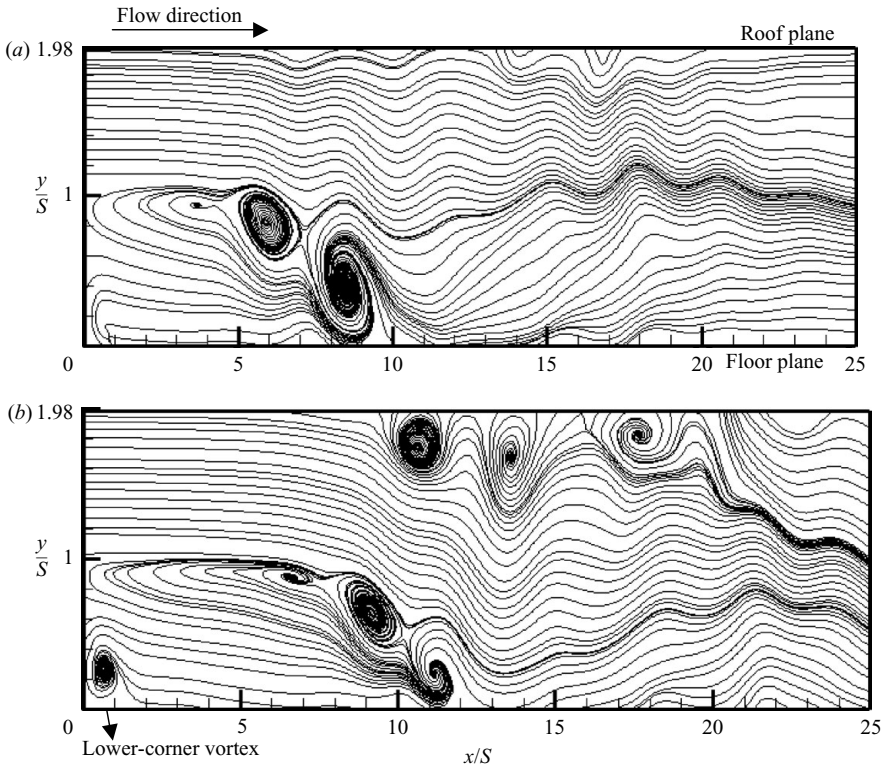 Flow direction
(a) 1.98
Roof plane
y/S
1
0
5
10
15
20
25
Floor plane
(b) 1.98
y/S
1
0
5
10
15
20
25
Lower-corner vortex
x/S